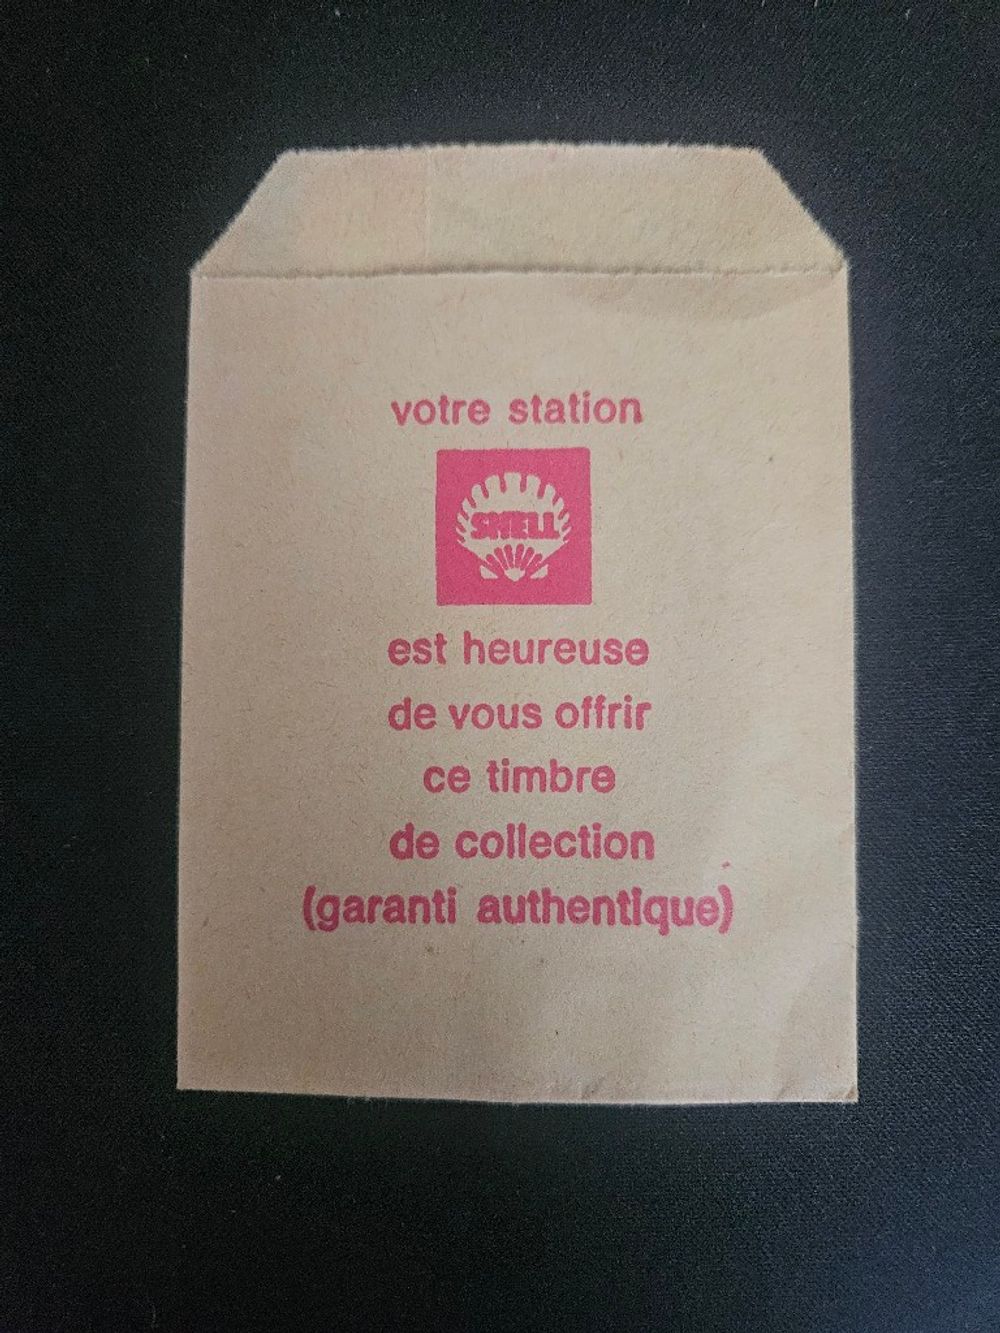 votre station
SHELL
est heureuse
de vous offrir
ce timbre
de collection
(garanti authentique)